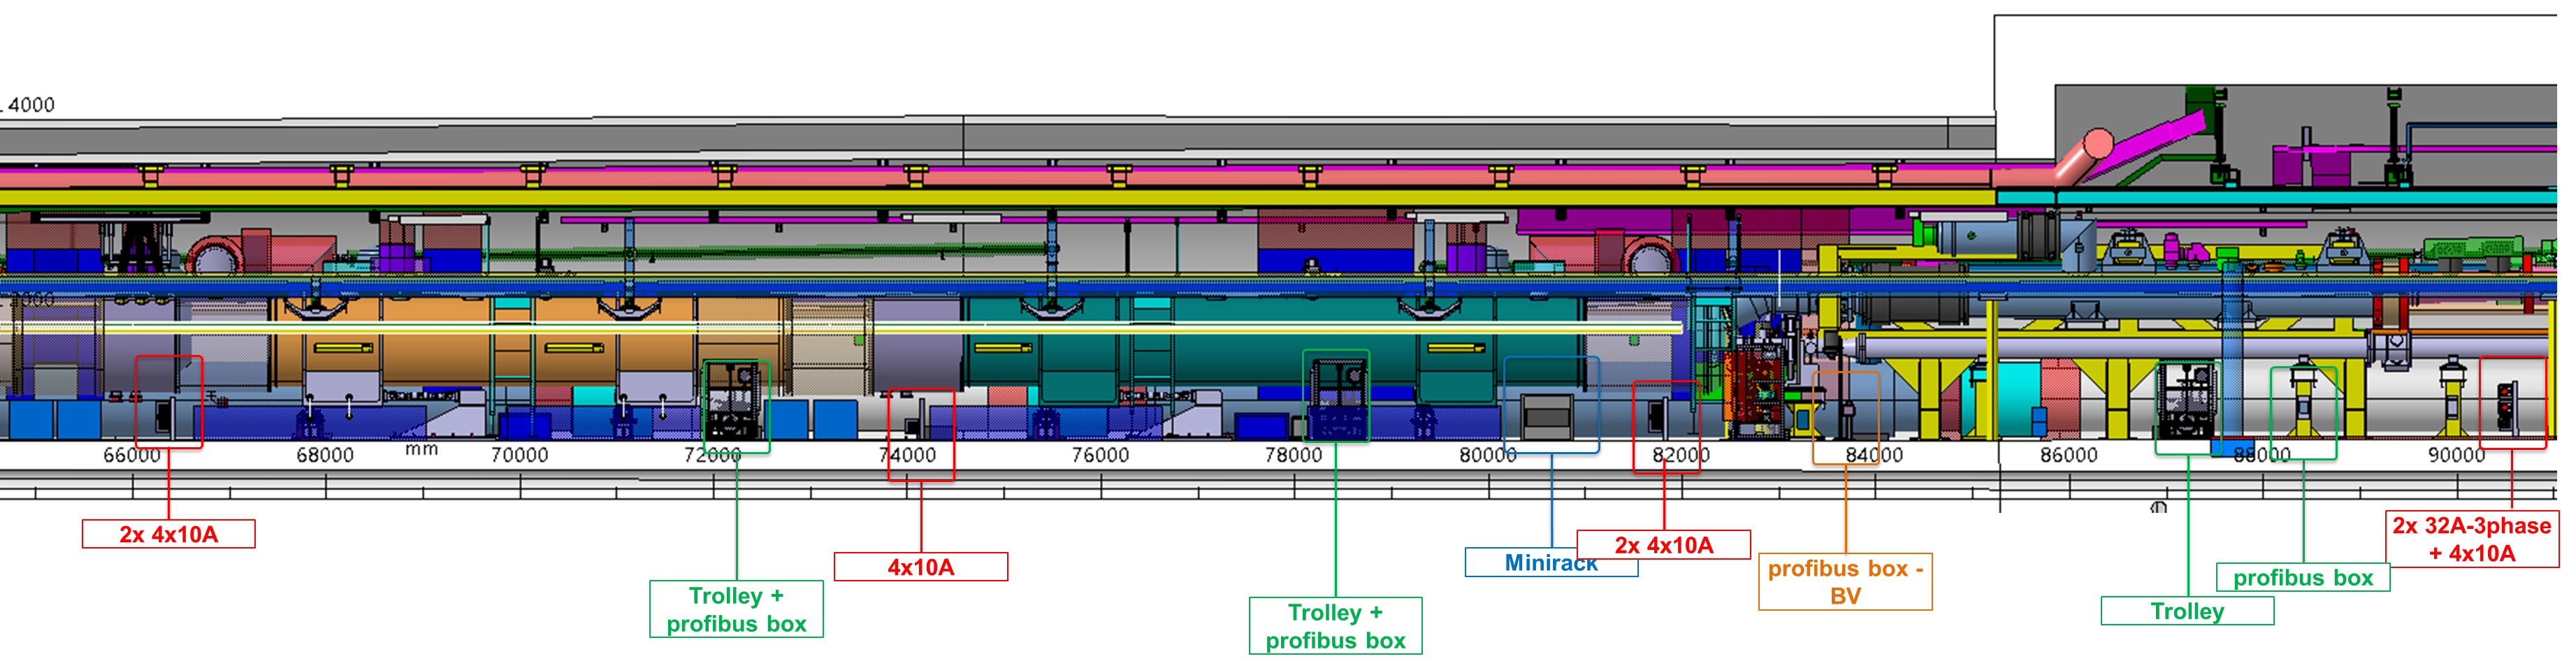 4000
66000
68000
mm
70000
72000
74000
76000
78000
80000
82000
84000
86000
88000
90000
2x 4x10A
Trolley +
profibus box
4x10A
Trolley +
profibus box
Minirack
2x 4x10A
profibus box -
BV
Trolley
profibus box
2x 32A-3phase
+ 4x10A